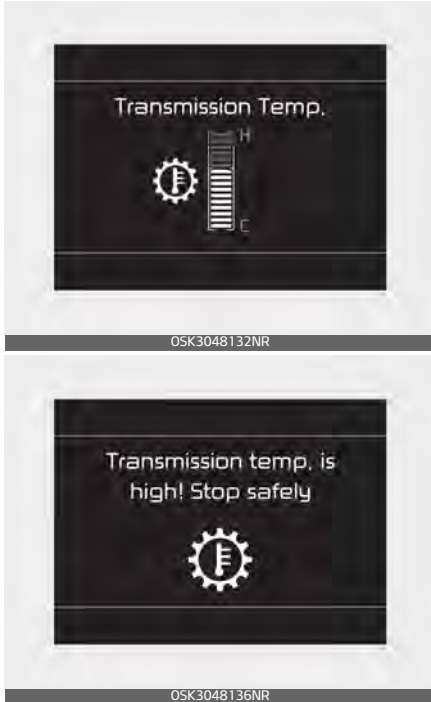 Transmission Temp.
H
C
OSK3048132NR
Transmission temp. is
high! Stop safely
OSK3048136NR